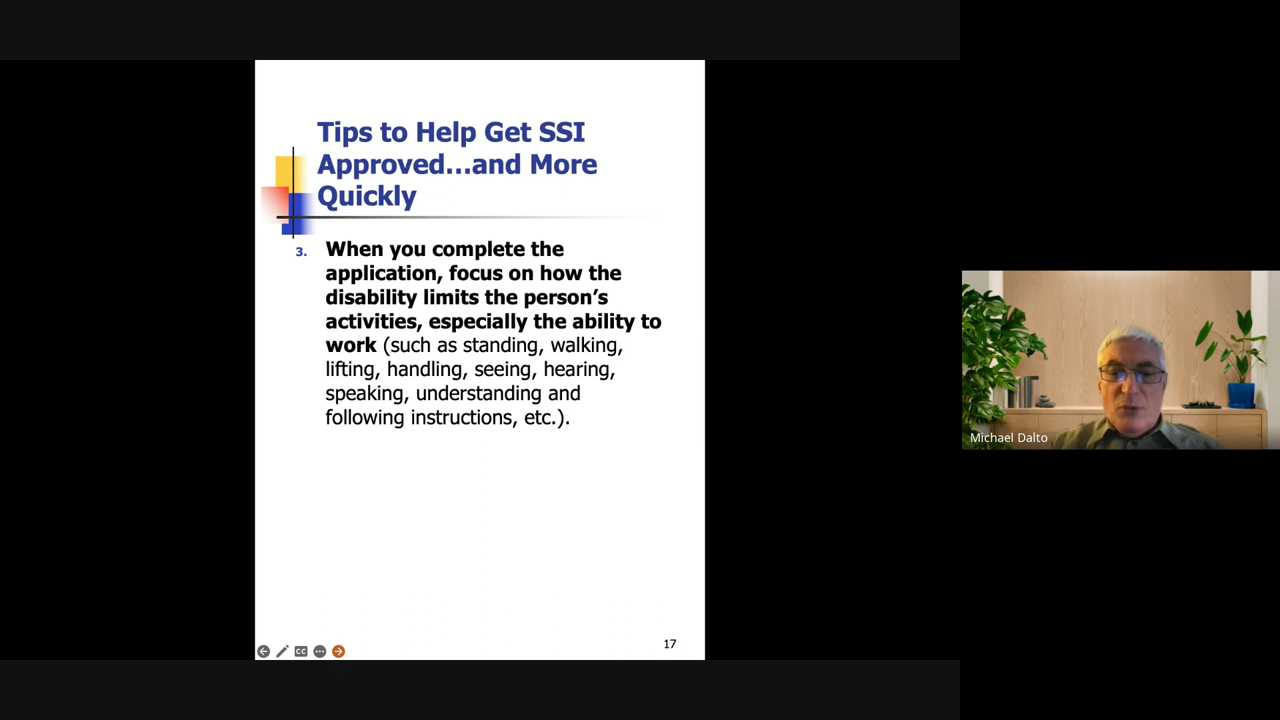 Tips to Help Get SSI
Approved...and More
Quickly
3. When you complete the
application, focus on how the
disability limits the person’s
activities, especially the ability to
work (such as standing, walking,
lifting, handling, seeing, hearing,
speaking, understanding and
following instructions, etc.).
17
CC
Michael Dalto